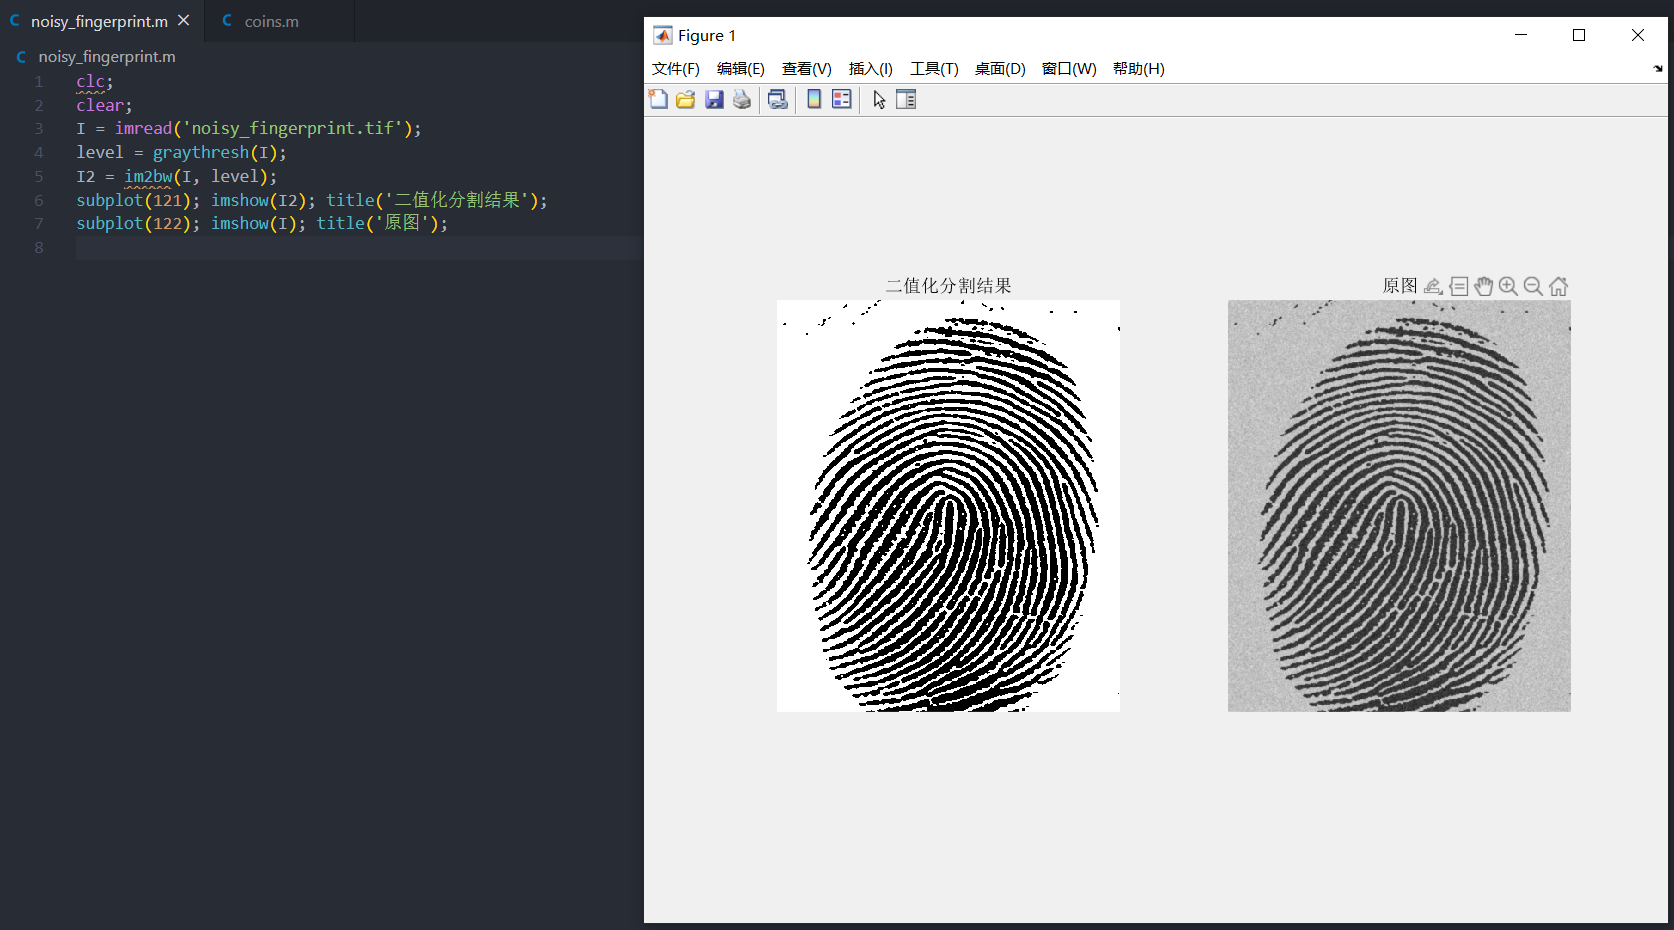 noisy_fingerprint.m
coins.m
noisy_fingerprint.m
1 clc;
2 clear;
3 I = imread('noisy_fingerprint.tif');
4 level = graythresh(I);
5 I2 = im2bw(I, level);
6 subplot(121); imshow(I2); title('二值化分割结果');
7 subplot(122); imshow(I); title('原图');
8
Figure 1
文件(F) 编辑(E) 查看(V) 插入(I) 工具(T) 桌面(D) 窗口(W) 帮助(H)
二值化分割结果
原图